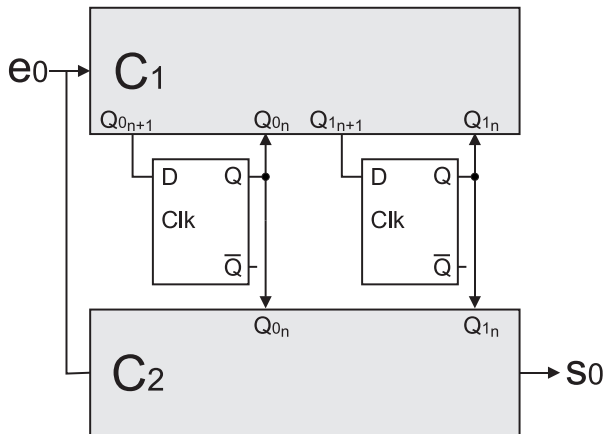 e0
C1
Q0n+1 Q0n Q1n+1 Q1n
D Q D Q
Clk Clk
Q̅ Q̅
Q0n Q1n
C2
s0